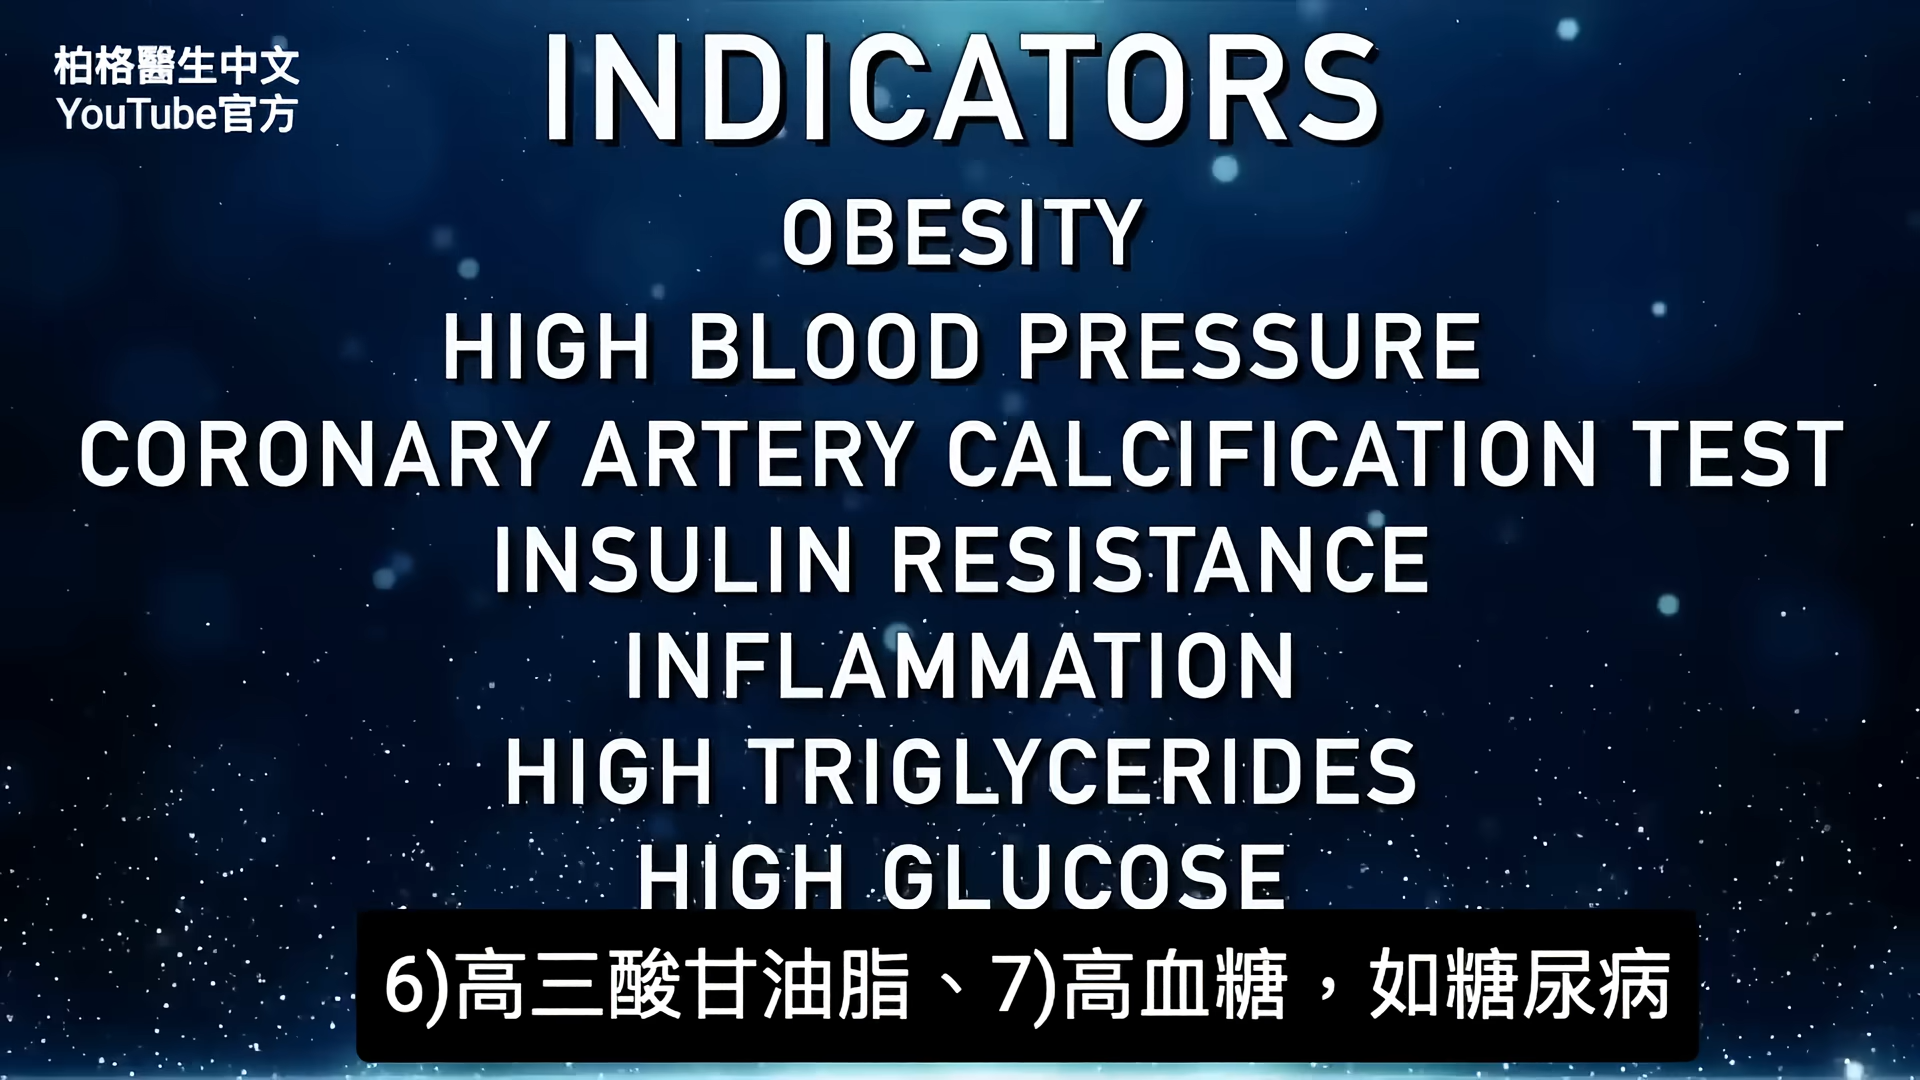 柏格醫生中文
YouTube官方
INDICATORS
OBESITY
HIGH BLOOD PRESSURE
CORONARY ARTERY CALCIFICATION TEST
INSULIN RESISTANCE
INFLAMMATION
HIGH TRIGLYCERIDES
HIGH GLUCOSE
6)高三酸甘油脂、7)高血糖，如糖尿病